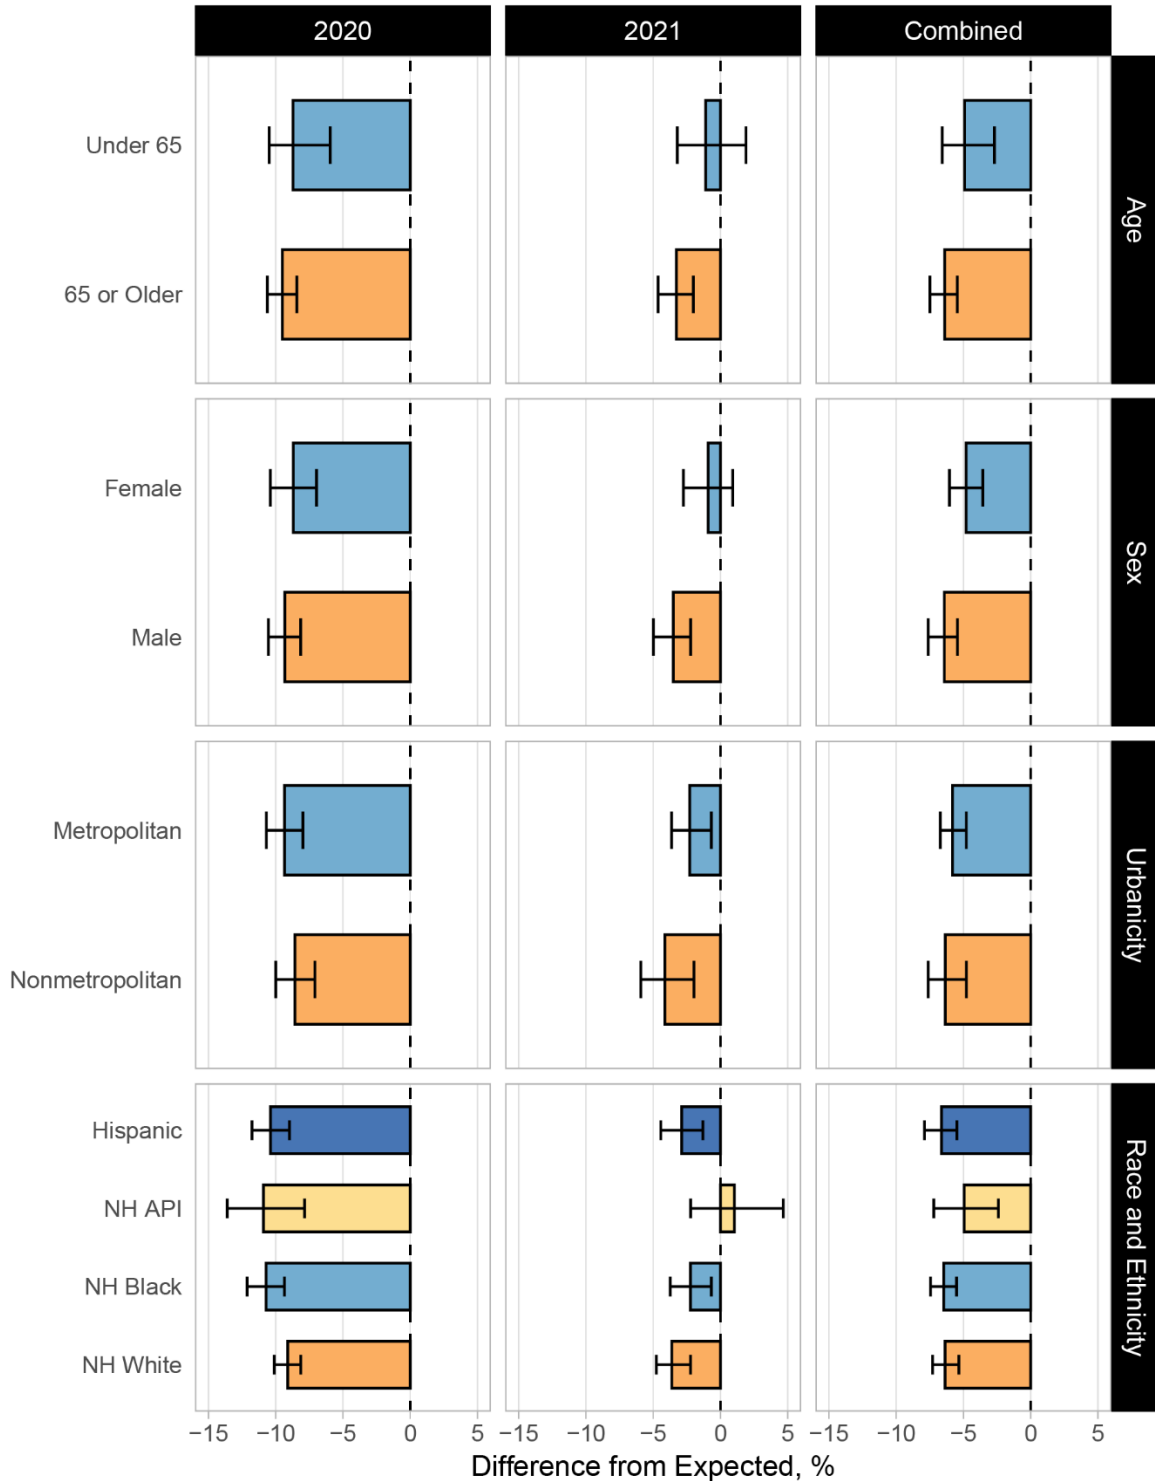 2020 2021 Combined
Under 65
65 or Older
Age
Female
Male
Sex
Metropolitan
Nonmetropolitan
Urbanicity
Hispanic
NH API
NH Black
NH White
Race and Ethnicity
−15 −10 −5 0 5 −15 −10 −5 0 5 −15 −10 −5 0 5
Difference from Expected, %